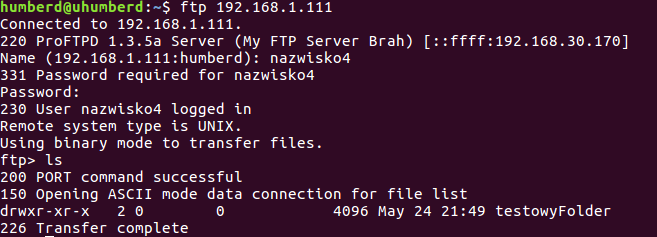 humberd@uhumberd:~$ ftp 192.168.1.111
Connected to 192.168.1.111.
220 ProFTPD 1.3.5a Server (My FTP Server Brah) [::ffff:192.168.30.170]
Name (192.168.1.111:humberd): nazwisko4
331 Password required for nazwisko4
Password:
230 User nazwisko4 logged in
Remote system type is UNIX.
Using binary mode to transfer files.
ftp> ls
200 PORT command successful
150 Opening ASCII mode data connection for file list
drwxr-xr-x   2 0        0            4096 May 24 21:49 testowyFolder
226 Transfer complete